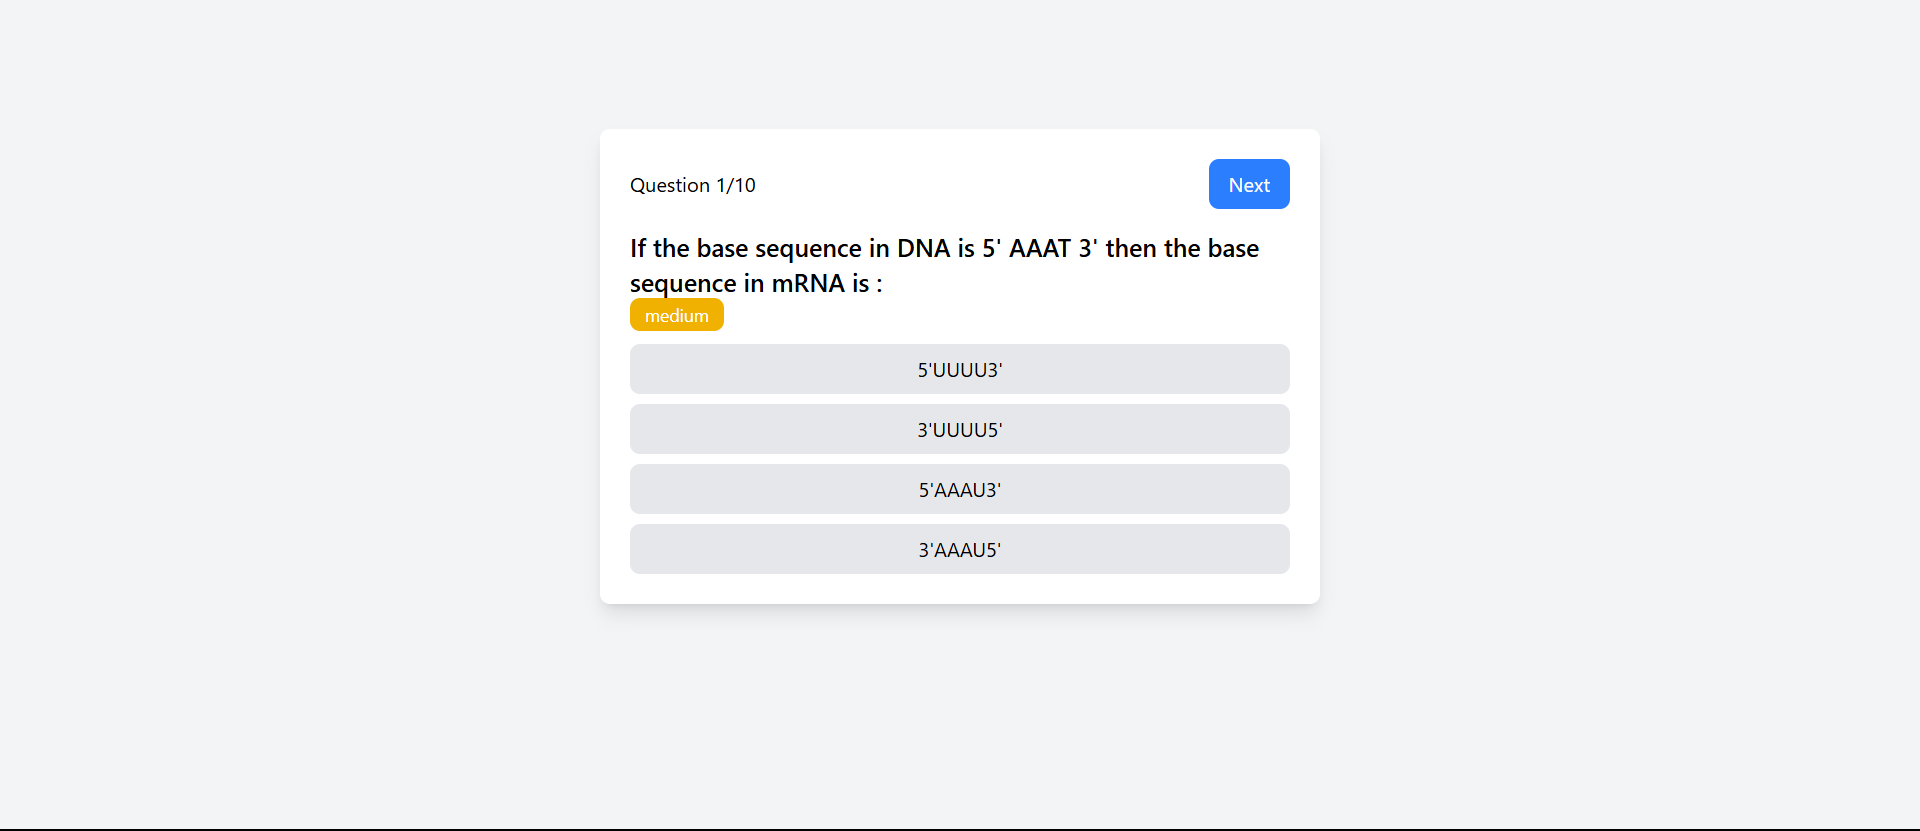 Question 1/10
Next
If the base sequence in DNA is 5' AAAT 3' then the base
sequence in mRNA is :
medium
5'UUUU3'
3'UUUU5'
5'AAAU3'
3'AAAU5'